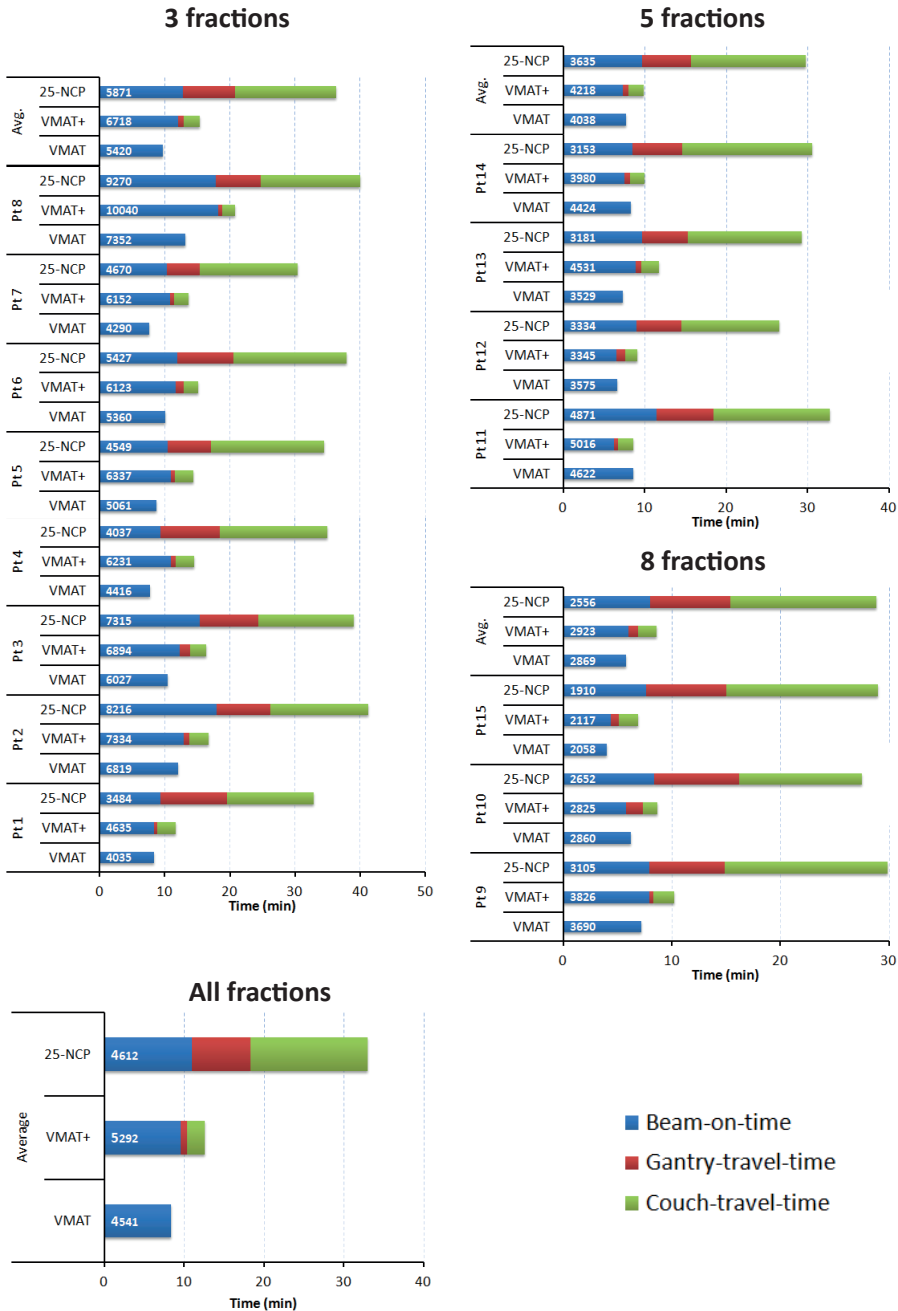 3 fractions
Avg.
25-NCP 5871
VMAT+ 6718
VMAT 5420
Pt8
25-NCP 9270
VMAT+ 10040
VMAT 7352
Pt7
25-NCP 4670
VMAT+ 6152
VMAT 4290
Pt6
25-NCP 5427
VMAT+ 6123
VMAT 5360
Pt5
25-NCP 4549
VMAT+ 6337
VMAT 5061
Pt4
25-NCP 4037
VMAT+ 6231
VMAT 4416
Pt3
25-NCP 7315
VMAT+ 6894
VMAT 6027
Pt2
25-NCP 8216
VMAT+ 7334
VMAT 6819
Pt1
25-NCP 3484
VMAT+ 4635
VMAT 4035
0 10 20 30 40 50
Time (min)
5 fractions
Avg.
25-NCP 3635
VMAT+ 4218
VMAT 4038
Pt14
25-NCP 3153
VMAT+ 3980
VMAT 4424
Pt13
25-NCP 3181
VMAT+ 4531
VMAT 3529
Pt12
25-NCP 3334
VMAT+ 3345
VMAT 3575
Pt11
25-NCP 4871
VMAT+ 5016
VMAT 4622
0 10 20 30 40
Time (min)
8 fractions
Avg.
25-NCP 2556
VMAT+ 2923
VMAT 2869
Pt15
25-NCP 1910
VMAT+ 2117
VMAT 2058
Pt10
25-NCP 2652
VMAT+ 2825
VMAT 2860
Pt9
25-NCP 3105
VMAT+ 3826
VMAT 3690
0 10 20 30
Time (min)
All fractions
Average
25-NCP 4612
VMAT+ 5292
VMAT 4541
0 10 20 30 40
Time (min)
Beam-on-time
Gantry-travel-time
Couch-travel-time